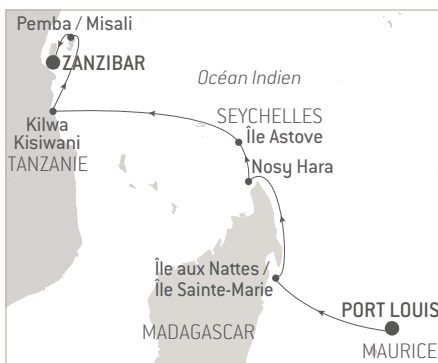 Pemba / Misali
ZANZIBAR
Océan Indien
SEYCHELLES
Île Astove
Kilwa
Kisiwani
TANZANIE
Nosy Hara
Île aux Nattes /
Île Sainte-Marie
PORT LOUIS
MADAGASCAR
MAURICE